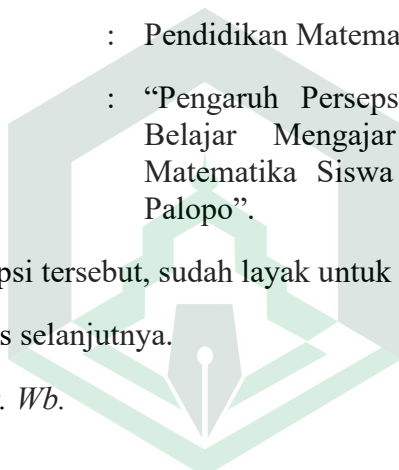 : Pendidikan Matema
: “Pengaruh Perseps
Belajar Mengajar
Matematika Siswa
Palopo”.
psi tersebut, sudah layak untuk
s selanjutnya.
. Wb.